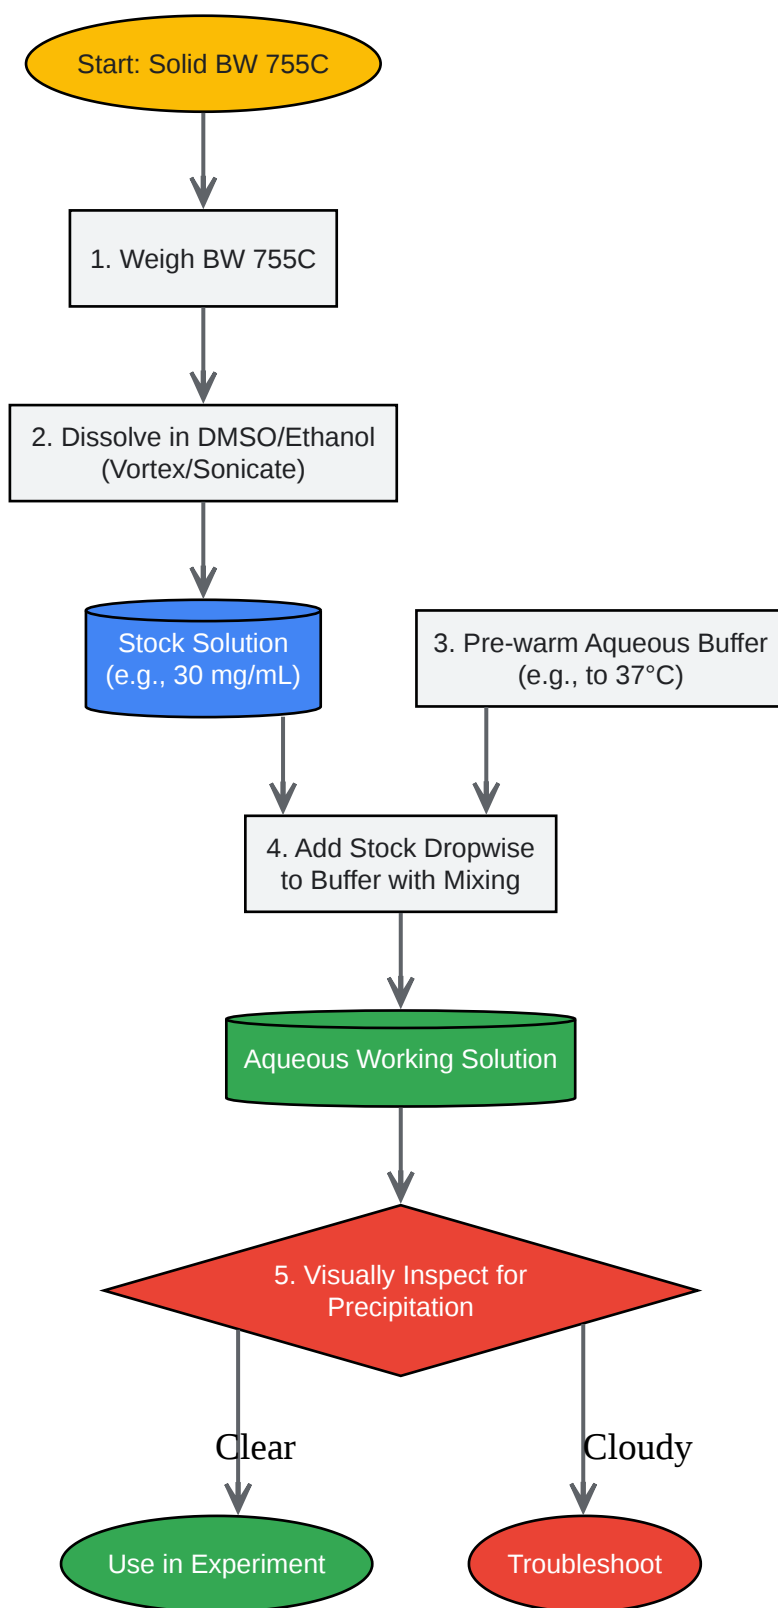 Start: Solid BW 755C
1. Weigh BW 755C
2. Dissolve in DMSO/Ethanol
(Vortex/Sonicate)
Stock Solution
(e.g., 30 mg/mL)
3. Pre-warm Aqueous Buffer
(e.g., to 37°C)
4. Add Stock Dropwise
to Buffer with Mixing
Aqueous Working Solution
5. Visually Inspect for
Precipitation
Clear
Cloudy
Use in Experiment
Troubleshoot